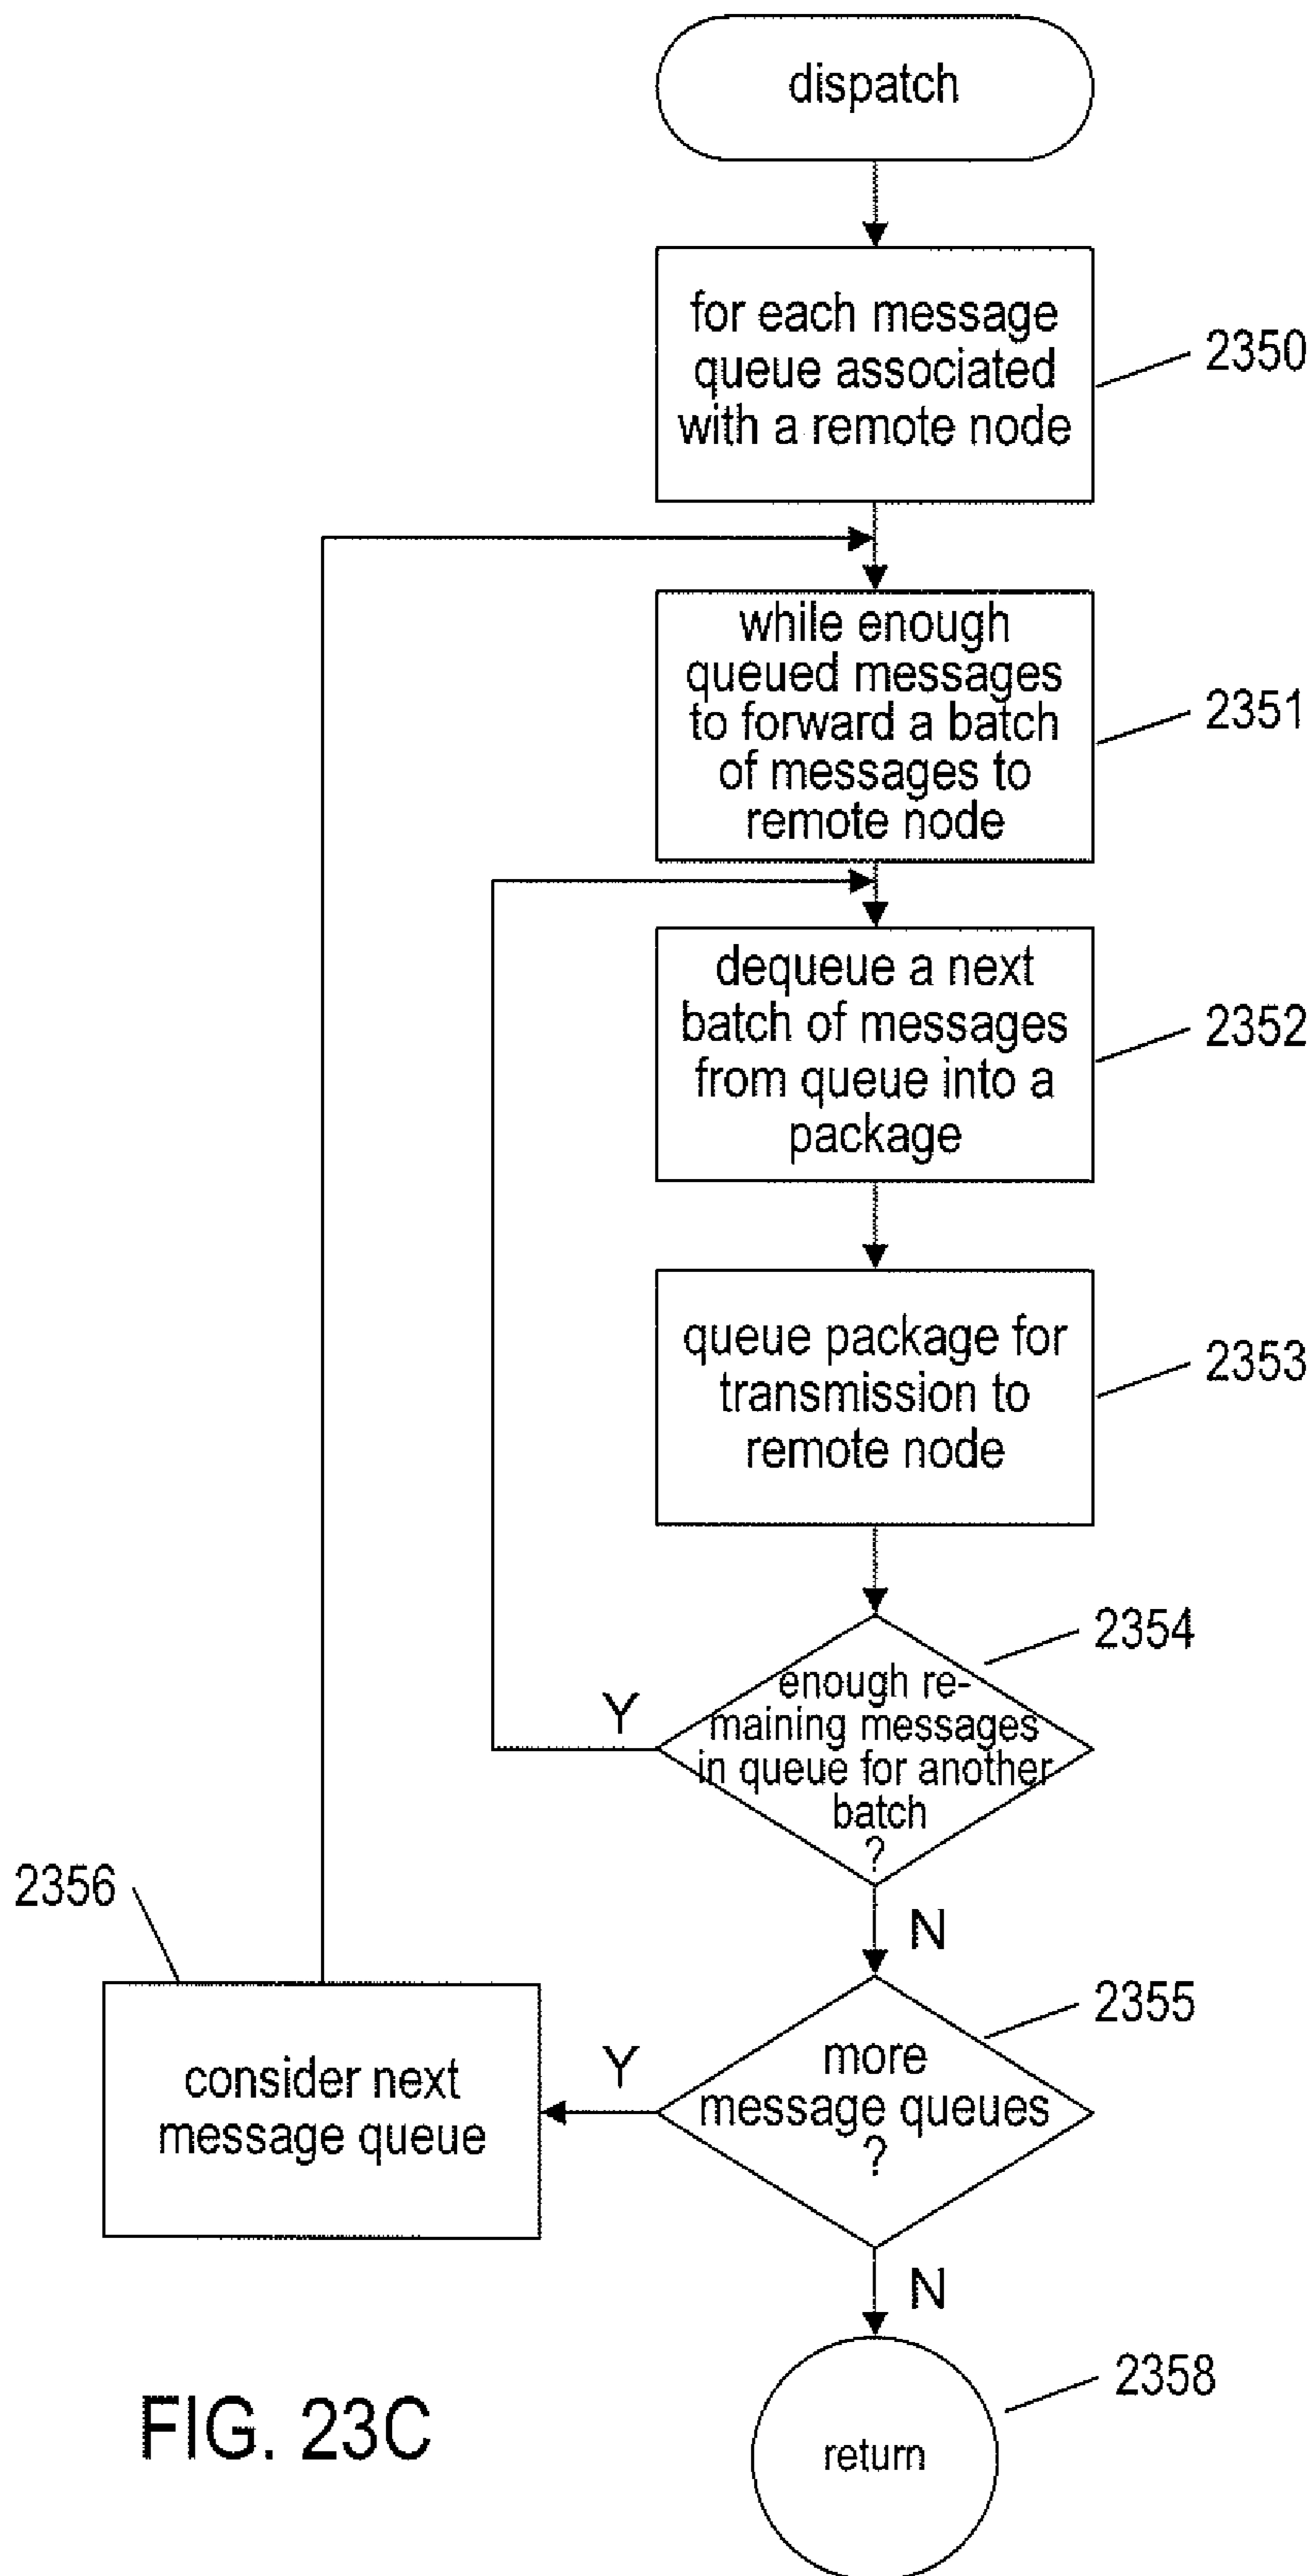 dispatch
for each message
queue associated
with a remote node
2350
while enough
queued messages
to forward a batch
of messages to
remote node
2351
dequeue a next
batch of messages
from queue into a
package
2352
queue package for
transmission to
remote node
2353
2354
enough re-
maining messages
in queue for another
batch
?
Y
N
2356
2355
consider next
message queue
Y
more
message queues
?
N
2358
return
FIG. 23C